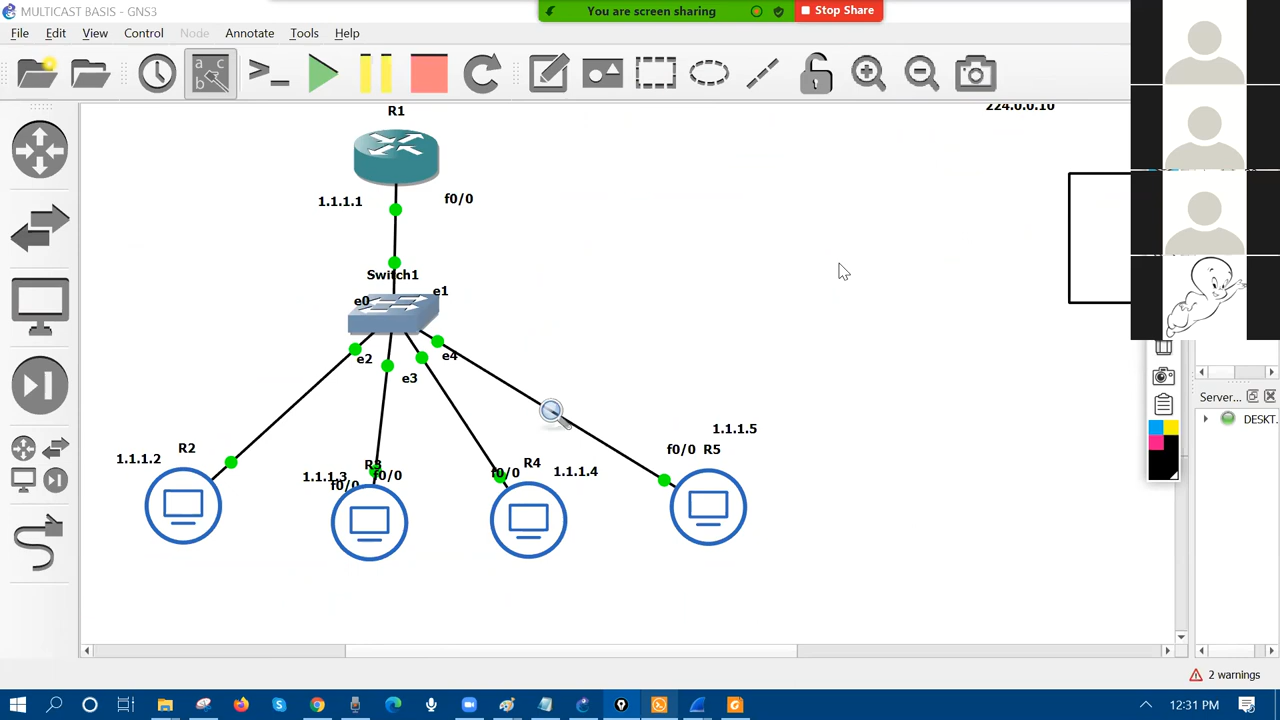 MULTICAST BASIS - GNS3
You are screen sharing
Stop Share
File Edit View Control Node Annotate Tools Help
a c
b
224.0.0.10
R1
1.1.1.1
f0/0
Switch1
e0
e1
e2
e3
e4
R2
1.1.1.2
R3
1.1.1.3
f0/0
f0/0
R4
f0/0
1.1.1.4
1.1.1.5
f0/0 R5
Server...
DESKT.
2 warnings
12:31 PM